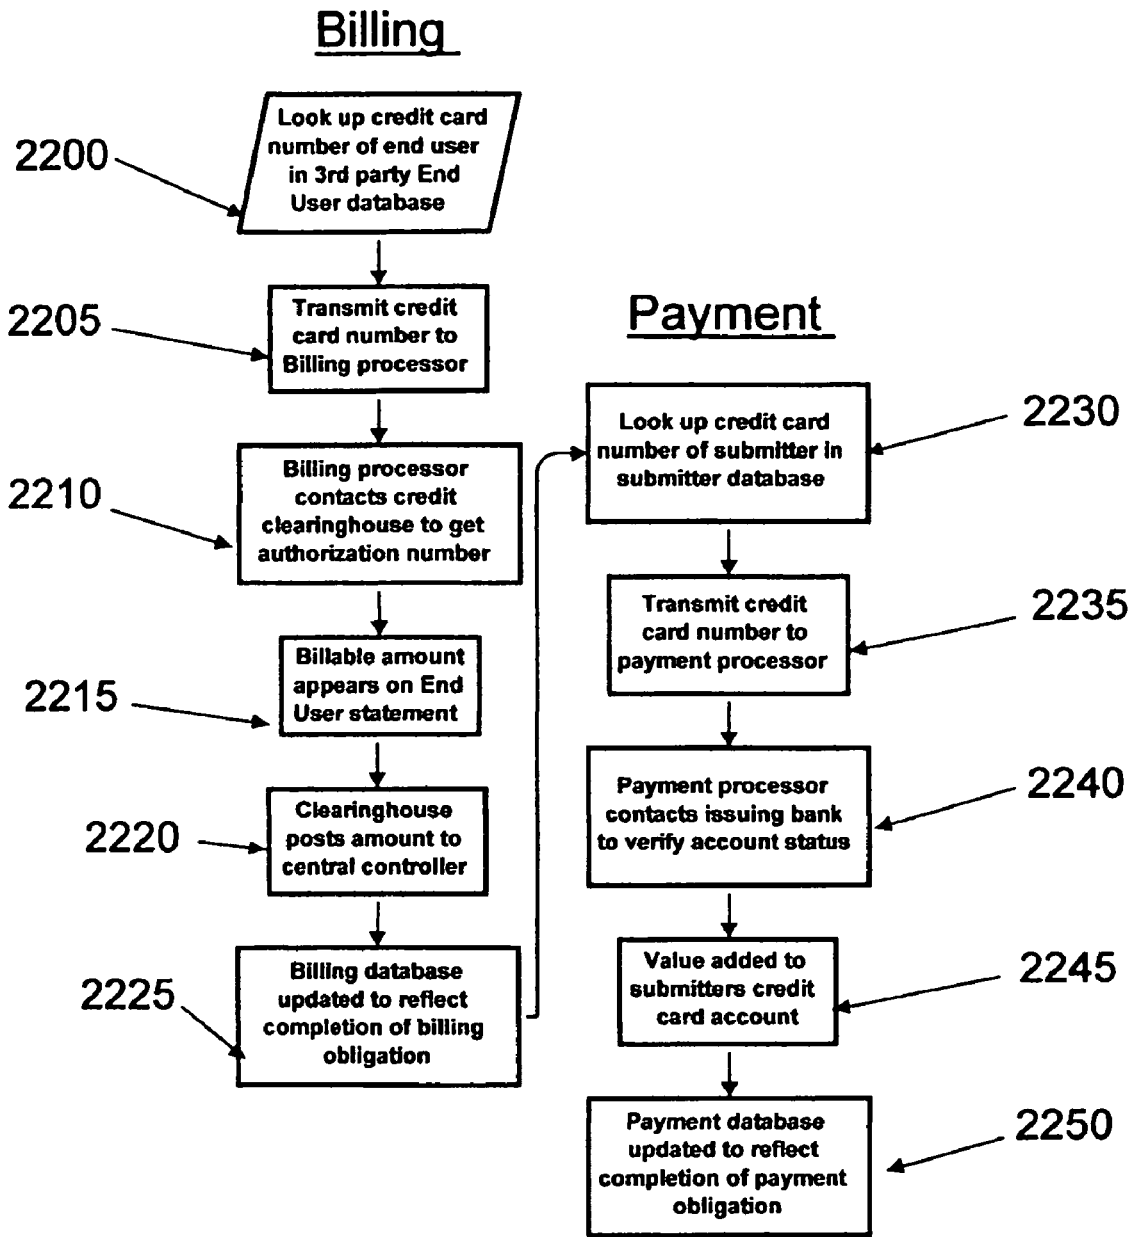 Billing
2200
Look up credit card
number of end user
in 3rd party End
User database
2205
Transmit credit
card number to
Billing processor
2210
Billing processor
contacts credit
clearinghouse to get
authorization number
2215
Billable amount
appears on End
User statement
2220
Clearinghouse
posts amount to
central controller
2225
Billing database
updated to reflect
completion of billing
obligation
Payment
Look up credit card
number of submitter in
submitter database
2230
Transmit credit
card number to
payment processor
2235
Payment processor
contacts issuing bank
to verify account status
2240
Value added to
submitters credit
card account
2245
Payment database
updated to reflect
completion of payment
obligation
2250